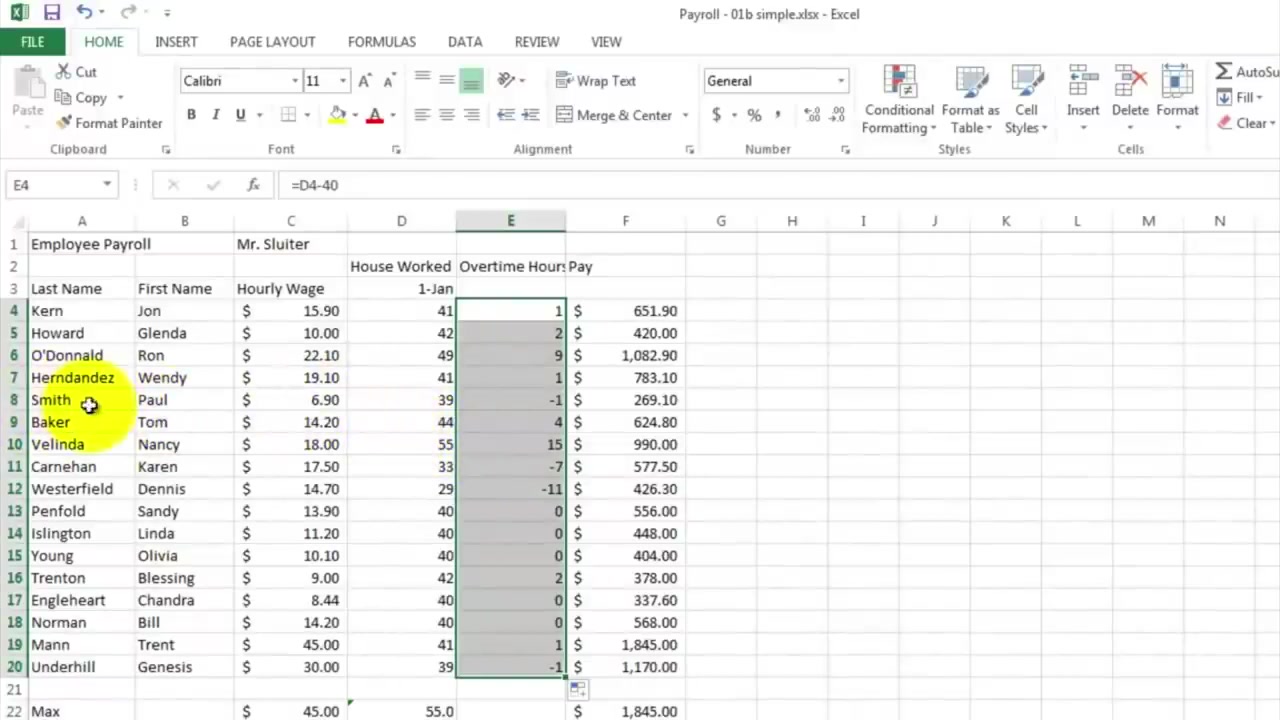 Payroll - 01b simple.xlsx - Excel
FILE HOME INSERT PAGE LAYOUT FORMULAS DATA REVIEW VIEW
Cut
Copy
Format Painter
Paste
Clipboard
Calibri 11
B I U A
Font
Wrap Text
Merge & Center
Alignment
General
$ % ,
Number
Conditional Formatting
Format as Table
Cell Styles
Styles
Insert Delete Format
Cells
AutoSu
Fill
Clear
E4 fx =D4-40
A B C D E F G H I J K L M N
1 Employee Payroll Mr. Sluiter
2 House Worked Overtime Hours Pay
3 Last Name First Name Hourly Wage 1-Jan
4 Kern Jon $ 15.90 41 1 $ 651.90
5 Howard Glenda $ 10.00 42 2 $ 420.00
6 O'Donnald Ron $ 22.10 49 9 $ 1,082.90
7 Herndandez Wendy $ 19.10 41 1 $ 783.10
8 Smith Paul $ 6.90 39 -1 $ 269.10
9 Baker Tom $ 14.20 44 4 $ 624.80
10 Velinda Nancy $ 18.00 55 15 $ 990.00
11 Carnehan Karen $ 17.50 33 -7 $ 577.50
12 Westerfield Dennis $ 14.70 29 -11 $ 426.30
13 Penfold Sandy $ 13.90 40 0 $ 556.00
14 Islington Linda $ 11.20 40 0 $ 448.00
15 Young Olivia $ 10.10 40 0 $ 404.00
16 Trenton Blessing $ 9.00 42 2 $ 378.00
17 Engleheart Chandra $ 8.44 40 0 $ 337.60
18 Norman Bill $ 14.20 40 0 $ 568.00
19 Mann Trent $ 45.00 41 1 $ 1,845.00
20 Underhill Genesis $ 30.00 39 -1 $ 1,170.00
21
22 Max $ 45.00 55.0 $ 1,845.00